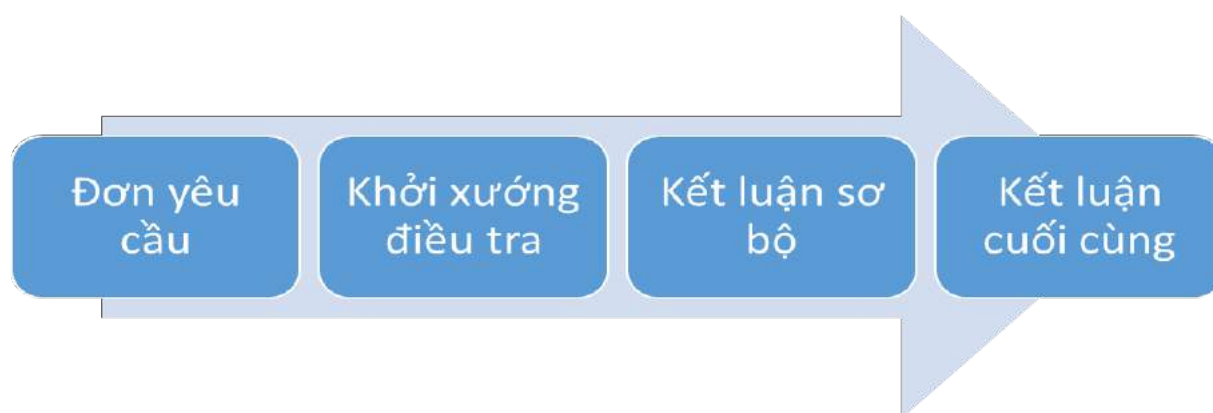 Đơn yêu
cầu
Khởi xướng
điều tra
Kết luận sơ
bộ
Kết luận
cuối cùng